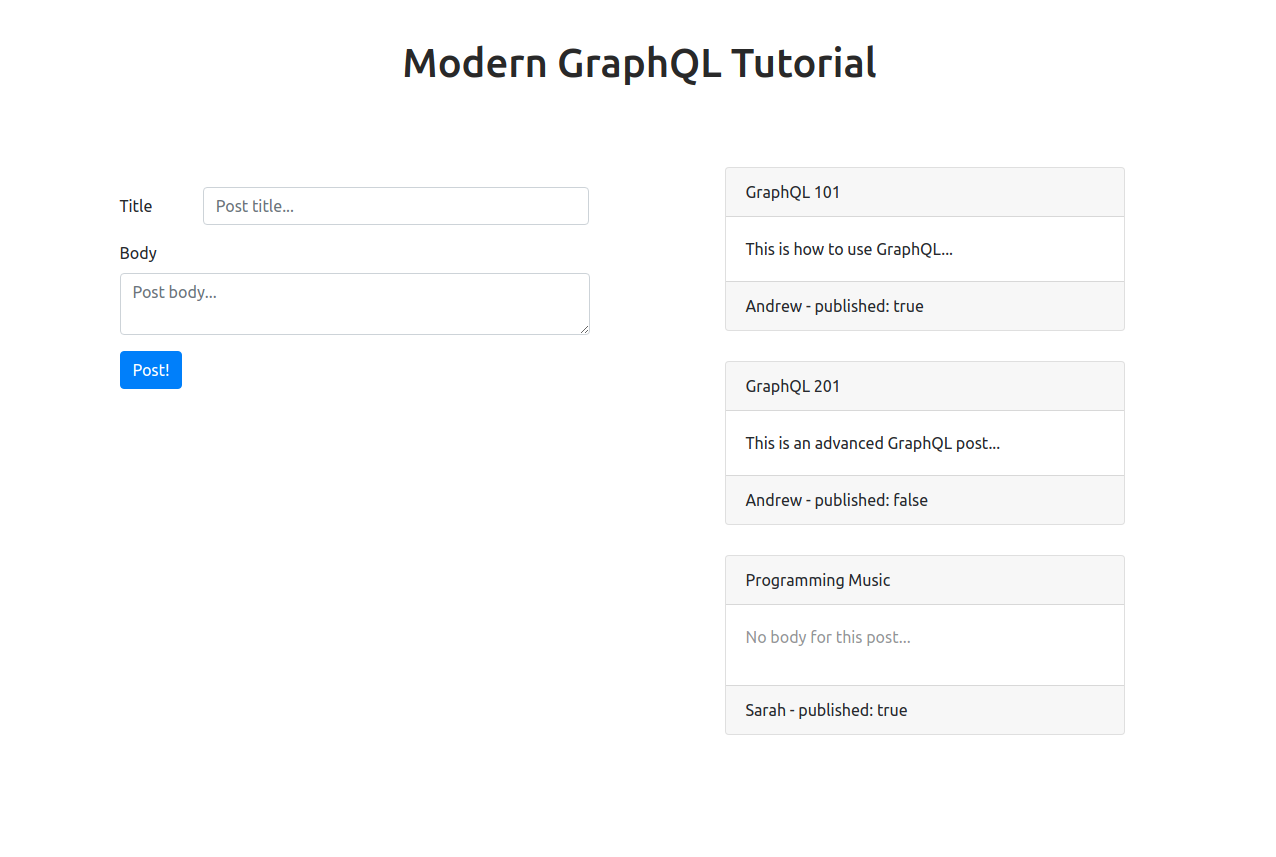 Modern GraphQL Tutorial
Title
Post title...
Body
Post body...
Post!
GraphQL 101
This is how to use GraphQL...
Andrew - published: true
GraphQL 201
This is an advanced GraphQL post...
Andrew - published: false
Programming Music
No body for this post...
Sarah - published: true